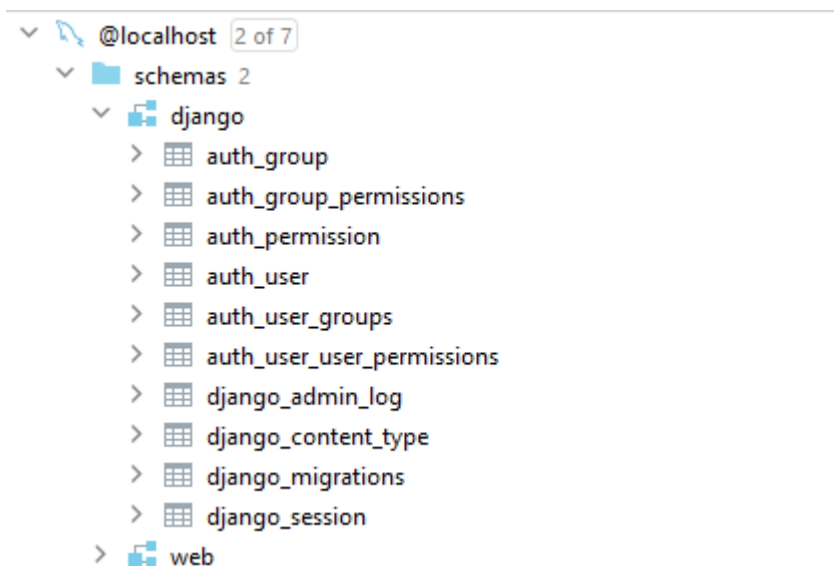 @localhost 2 of 7
schemas 2
django
auth_group
auth_group_permissions
auth_permission
auth_user
auth_user_groups
auth_user_user_permissions
django_admin_log
django_content_type
django_migrations
django_session
web